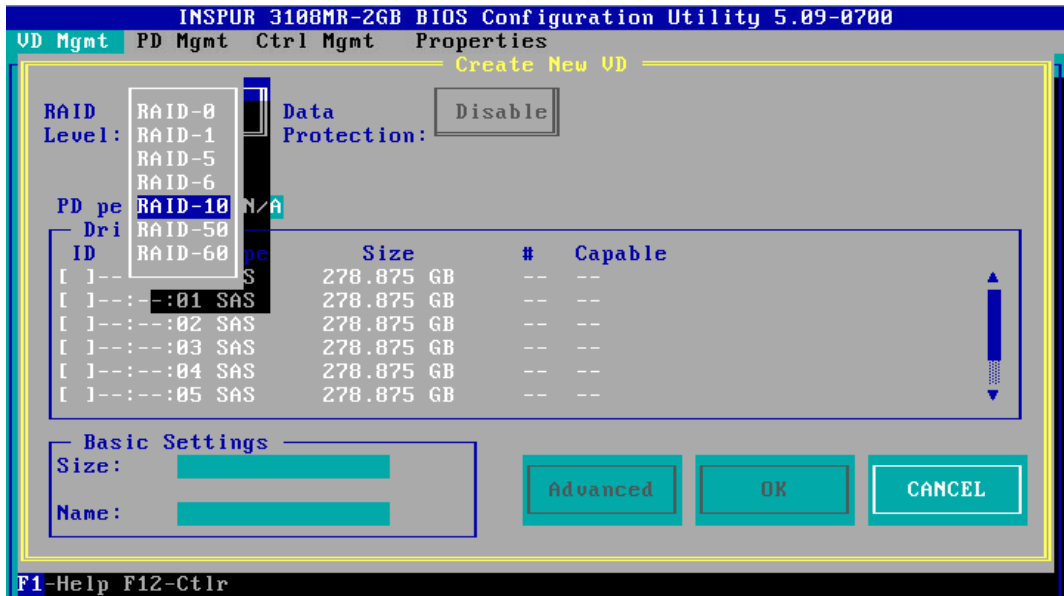 INSPUR 3108MR-2GB BIOS Configuration Utility 5.09-0700
VD Mgmt PD Mgmt Ctrl Mgmt Properties
Create New VD
RAID Level:
RAID-0
RAID-1
RAID-5
RAID-6
RAID-10
RAID-50
RAID-60
Data Protection: Disable
PD pe N/A
Dri
ID pe Size # Capable
[ ]-- S 278.875 GB -- --
[ ]--:--:01 SAS 278.875 GB -- --
[ ]--:--:02 SAS 278.875 GB -- --
[ ]--:--:03 SAS 278.875 GB -- --
[ ]--:--:04 SAS 278.875 GB -- --
[ ]--:--:05 SAS 278.875 GB -- --
Basic Settings
Size:
Name:
Advanced OK CANCEL
F1-Help F12-Ctlr